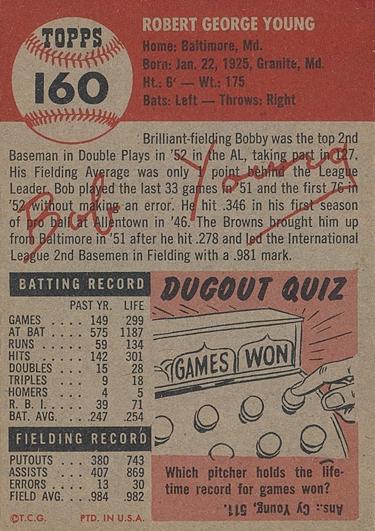 TOPPS
160
ROBERT GEORGE YOUNG
Home: Baltimore, Md.
Born: Jan. 22, 1925, Granite, Md.
Ht.: 6' — Wt.: 175
Bats: Left — Throws: Right
Brilliant-fielding Bobby was the top 2nd
Baseman in Double Plays in '52 in the AL, taking part in 127.
His Fielding Average was only 1 point behind the League
Leader. Bob played the last 33 games of '51 and the first 76 in
'52 without making an error. He hit .346 in his first season
of pro ball at Allentown in '46. The Browns brought him up
from Baltimore in '51 after he hit .278 and led the International
League 2nd Basemen in Fielding with a .981 mark.
Bob Young
BATTING RECORD
PAST YR. LIFE
GAMES . . . . 149 299
AT BAT . . . . 575 1187
RUNS . . . . 59 134
HITS . . . . 142 301
DOUBLES . . . 15 28
TRIPLES . . . 9 18
HOMERS . . . 4 5
R. B. I. . . . . 39 71
BAT. AVG. . . .247 .254
FIELDING RECORD
PUTOUTS . . . 380 743
ASSISTS . . . 407 869
ERRORS . . . 13 30
FIELD AVG. . . .984 .982
©T.C.G. PTD. IN U.S.A.
DUGOUT QUIZ
GAMES WON
Which pitcher holds the life-
time record for games won?
Ans.: Cy Young, 511.